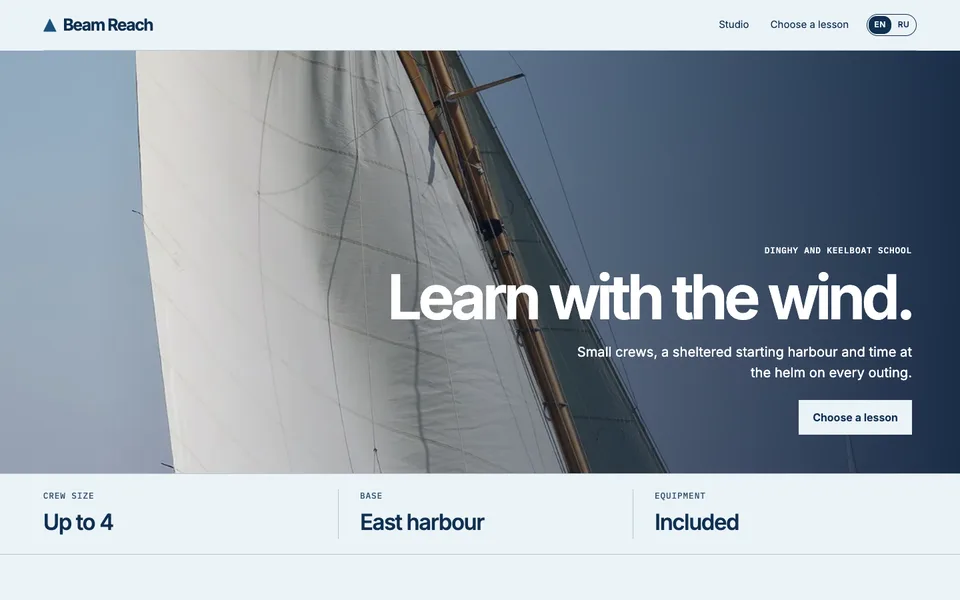 Beam Reach
Studio
Choose a lesson
EN
RU
DINGHY AND KEELBOAT SCHOOL
Learn with the wind.
Small crews, a sheltered starting harbour and time at
the helm on every outing.
Choose a lesson
CREW SIZE
Up to 4
BASE
East harbour
EQUIPMENT
Included